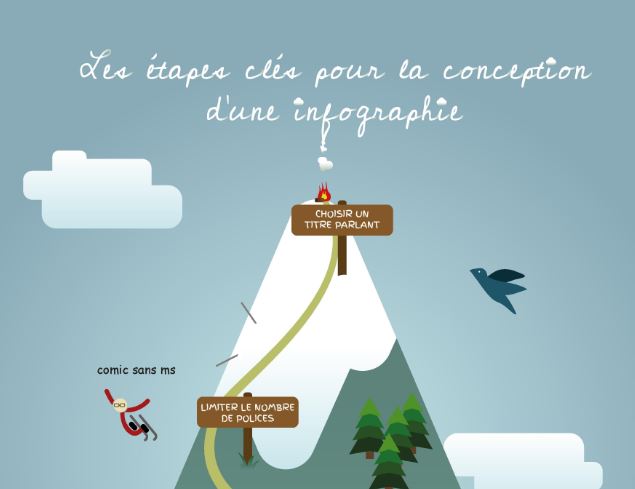 Les étapes clés pour la conception
d'une infographie
CHOISIR UN
TITRE PARLANT
comic sans ms
LIMITER LE NOMBRE
DE POLICES